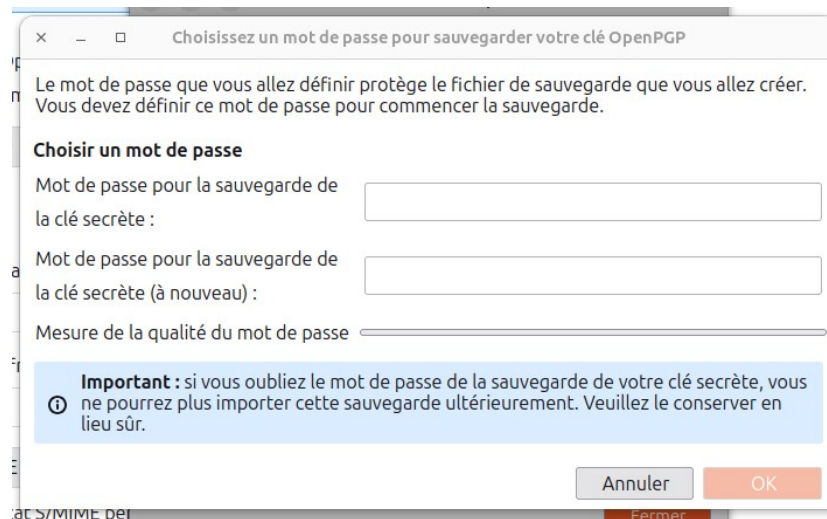 Choisissez un mot de passe pour sauvegarder votre clé OpenPGP
Le mot de passe que vous allez définir protège le fichier de sauvegarde que vous allez créer.
Vous devez définir ce mot de passe pour commencer la sauvegarde.
Choisir un mot de passe
Mot de passe pour la sauvegarde de
la clé secrète :
Mot de passe pour la sauvegarde de
la clé secrète (à nouveau) :
Mesure de la qualité du mot de passe
Important : si vous oubliez le mot de passe de la sauvegarde de votre clé secrète, vous
ne pourrez plus importer cette sauvegarde ultérieurement. Veuillez le conserver en
lieu sûr.
Annuler OK
S/MIME Fermer